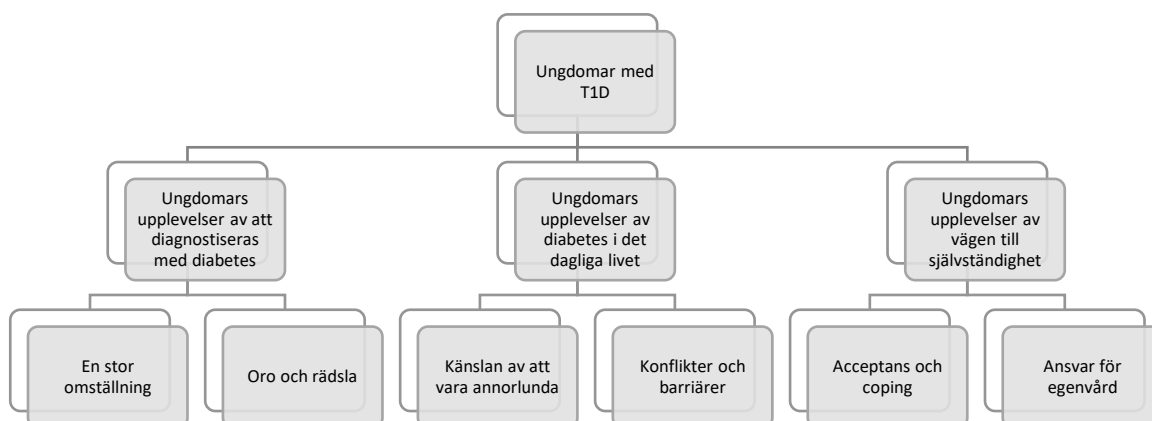 Ungdomar med
T1D
Ungdomars
upplevelser av att
diagnostiseras
med diabetes
Ungdomars
upplevelser av
diabetes i det
dagliga livet
Ungdomars
upplevelser av
vägen till
självständighet
En stor
omställning
Oro och rädsla
Känslan av att
vara annorlunda
Konflikter och
barriärer
Acceptans och
coping
Ansvar för
egenvård